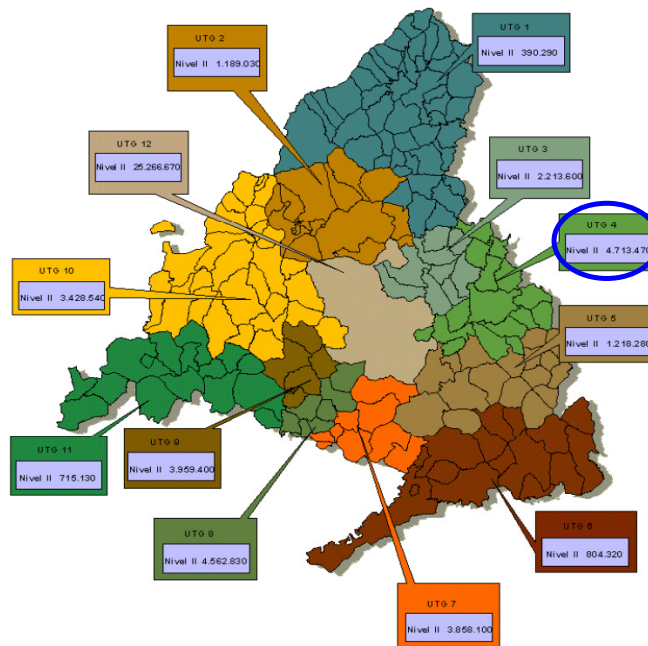 UTG 2
Nivel II 1.189.030
UTG 1
Nivel II 390.290
UTG 12
Nivel II 25.266.670
UTG 3
Nivel II 2.213.600
UTG 4
Nivel II 4.713.470
UTG 10
Nivel II 3.428.540
UTG 5
Nivel II 1.218.280
UTG 11
Nivel II 715.130
UTG 9
Nivel II 3.959.400
UTG 8
Nivel II 4.562.830
UTG 6
Nivel II 804.320
UTG 7
Nivel II 3.858.100